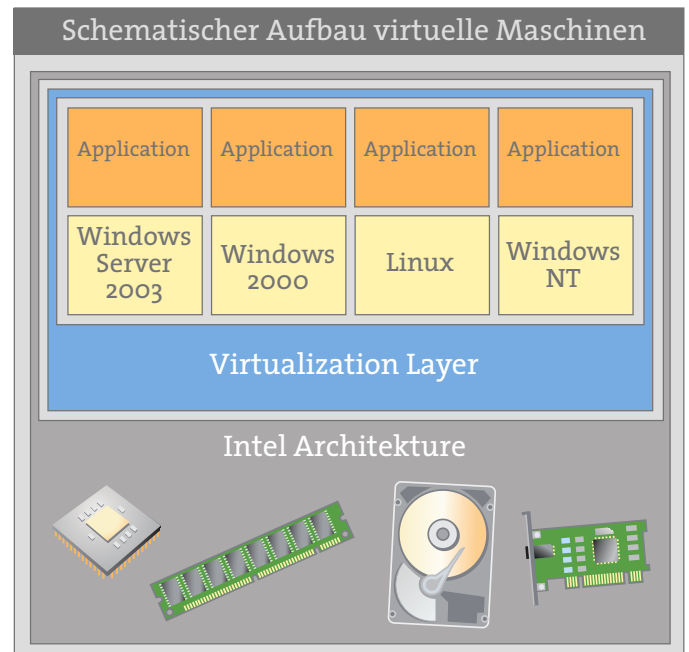 Schematischer Aufbau virtuelle Maschinen
Application
Application
Application
Application
Windows
Server
2003
Windows
2000
Linux
Windows
NT
Virtualization Layer
Intel Architekture